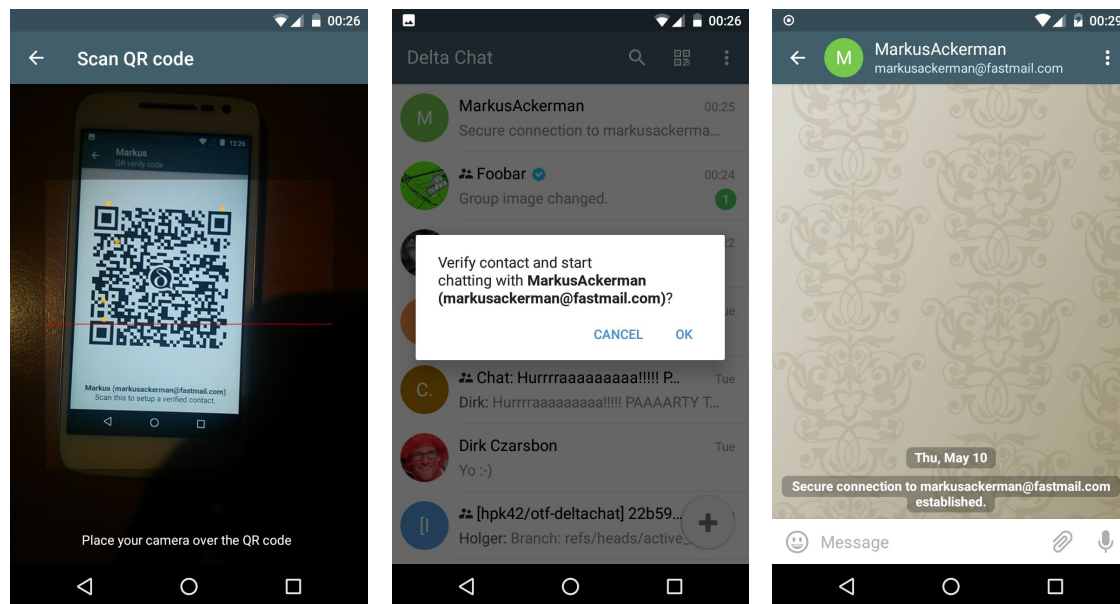 00:26
Scan QR code
12:26
Markus
QR verify code
Markus (markusackerman@fastmail.com)
Scan this to setup a verified contact.
Place your camera over the QR code
00:26
Delta Chat
M
MarkusAckerman
00:25
Secure connection to markusackerma...
Foobar
00:24
Group image changed.
1
Verify contact and start
chatting with MarkusAckerman
(markusackerman@fastmail.com)?
CANCEL
OK
C.
Chat: Hurrrraaaaaaaaa!!!!! P...
Tue
Dirk: Hurrrraaaaaaaaa!!!!! PAAAARTY T...
Dirk Czarsbon
Tue
Yo :-)
[I
[hpk42/otf-deltachat] 22b59...
Holger: Branch: refs/heads/active_
00:29
M
MarkusAckerman
markusackerman@fastmail.com
Thu, May 10
Secure connection to markusackerman@fastmail.com
established.
Message